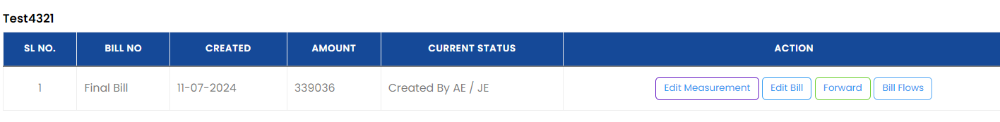 Test4321
SL NO. BILL NO CREATED AMOUNT CURRENT STATUS ACTION
1 Final Bill 11-07-2024 339036 Created By AE / JE Edit Measurement Edit Bill Forward Bill Flows